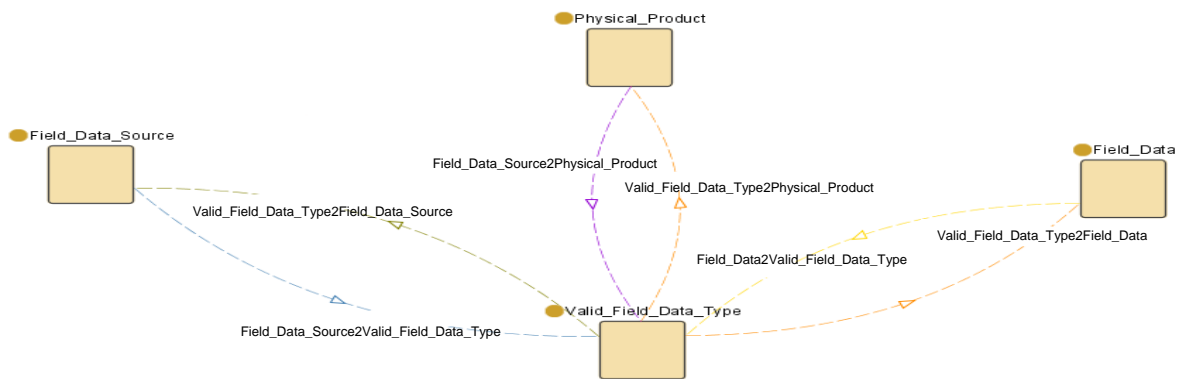 Physical_Product
Field_Data_Source
Field_Data
Field_Data_Source2Physical_Product
Valid_Field_Data_Type2Physical_Product
Valid_Field_Data_Type2Field_Data_Source
Valid_Field_Data_Type2Field_Data
Field_Data2Valid_Field_Data_Type
Valid_Field_Data_Type
Field_Data_Source2Valid_Field_Data_Type